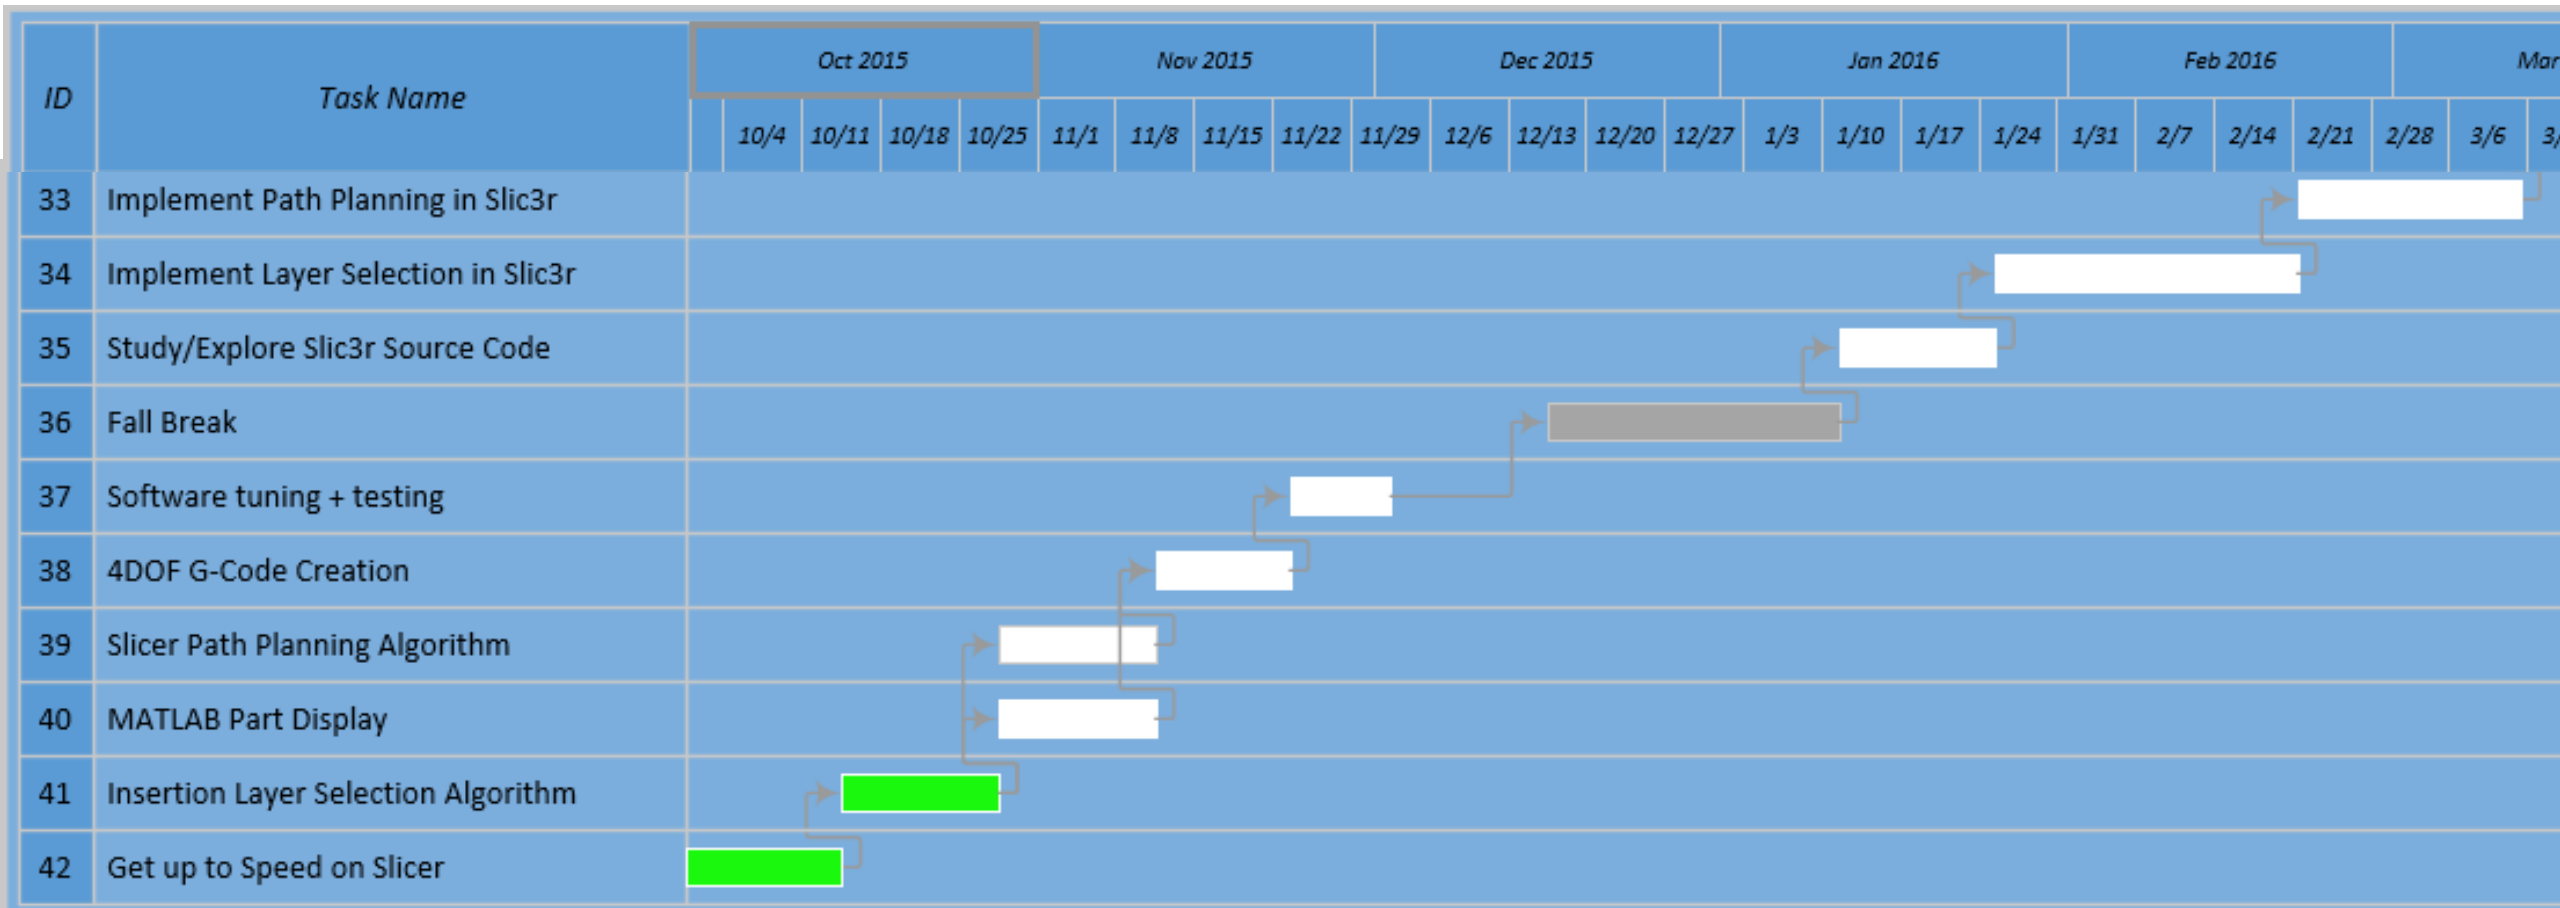 ID Task Name Oct 2015 Nov 2015 Dec 2015 Jan 2016 Feb 2016 Mar
10/4 10/11 10/18 10/25 11/1 11/8 11/15 11/22 11/29 12/6 12/13 12/20 12/27 1/3 1/10 1/17 1/24 1/31 2/7 2/14 2/21 2/28 3/6 3/
33 Implement Path Planning in Slic3r
34 Implement Layer Selection in Slic3r
35 Study/Explore Slic3r Source Code
36 Fall Break
37 Software tuning + testing
38 4DOF G-Code Creation
39 Slicer Path Planning Algorithm
40 MATLAB Part Display
41 Insertion Layer Selection Algorithm
42 Get up to Speed on Slicer